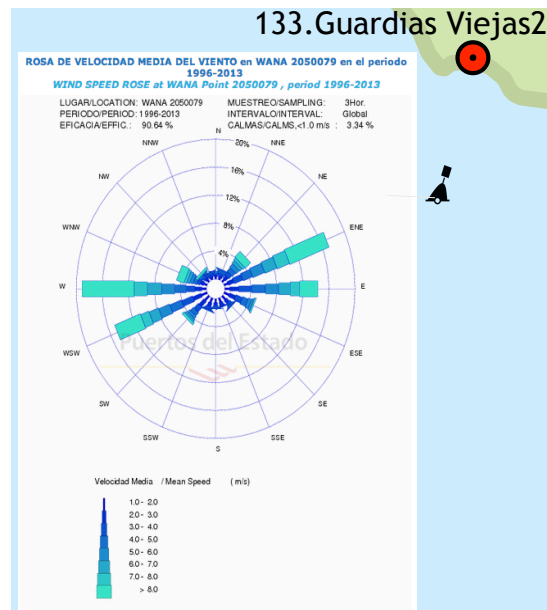 133.Guardias Viejas2
ROSA DE VELOCIDAD MEDIA DEL VIENTO en WANA 2050079 en el periodo
1996-2013
WIND SPEED ROSE at WANA Point 2050079 , period 1996-2013
LUGAR/LOCATION: WANA 2050079 MUESTREO/SAMPLING: 3Hor.
PERIODO/PERIOD: 1996-2013 INTERVALO/INTERVAL: Global
EFICACIA/EFFIC.: 90.64 % CALMAS/CALMS,<1.0 m/s : 3.34 %
N
20%
NNW NNE
16%
NW NE
12%
WNW 8% ENE
4%
W E
Puertos del Estado
WSW ESE
SW SE
SSW SSE
S
Velocidad Media / Mean Speed (m/s)
1.0 - 2.0
2.0 - 3.0
3.0 - 4.0
4.0 - 5.0
5.0 - 6.0
6.0 - 7.0
7.0 - 8.0
> 8.0